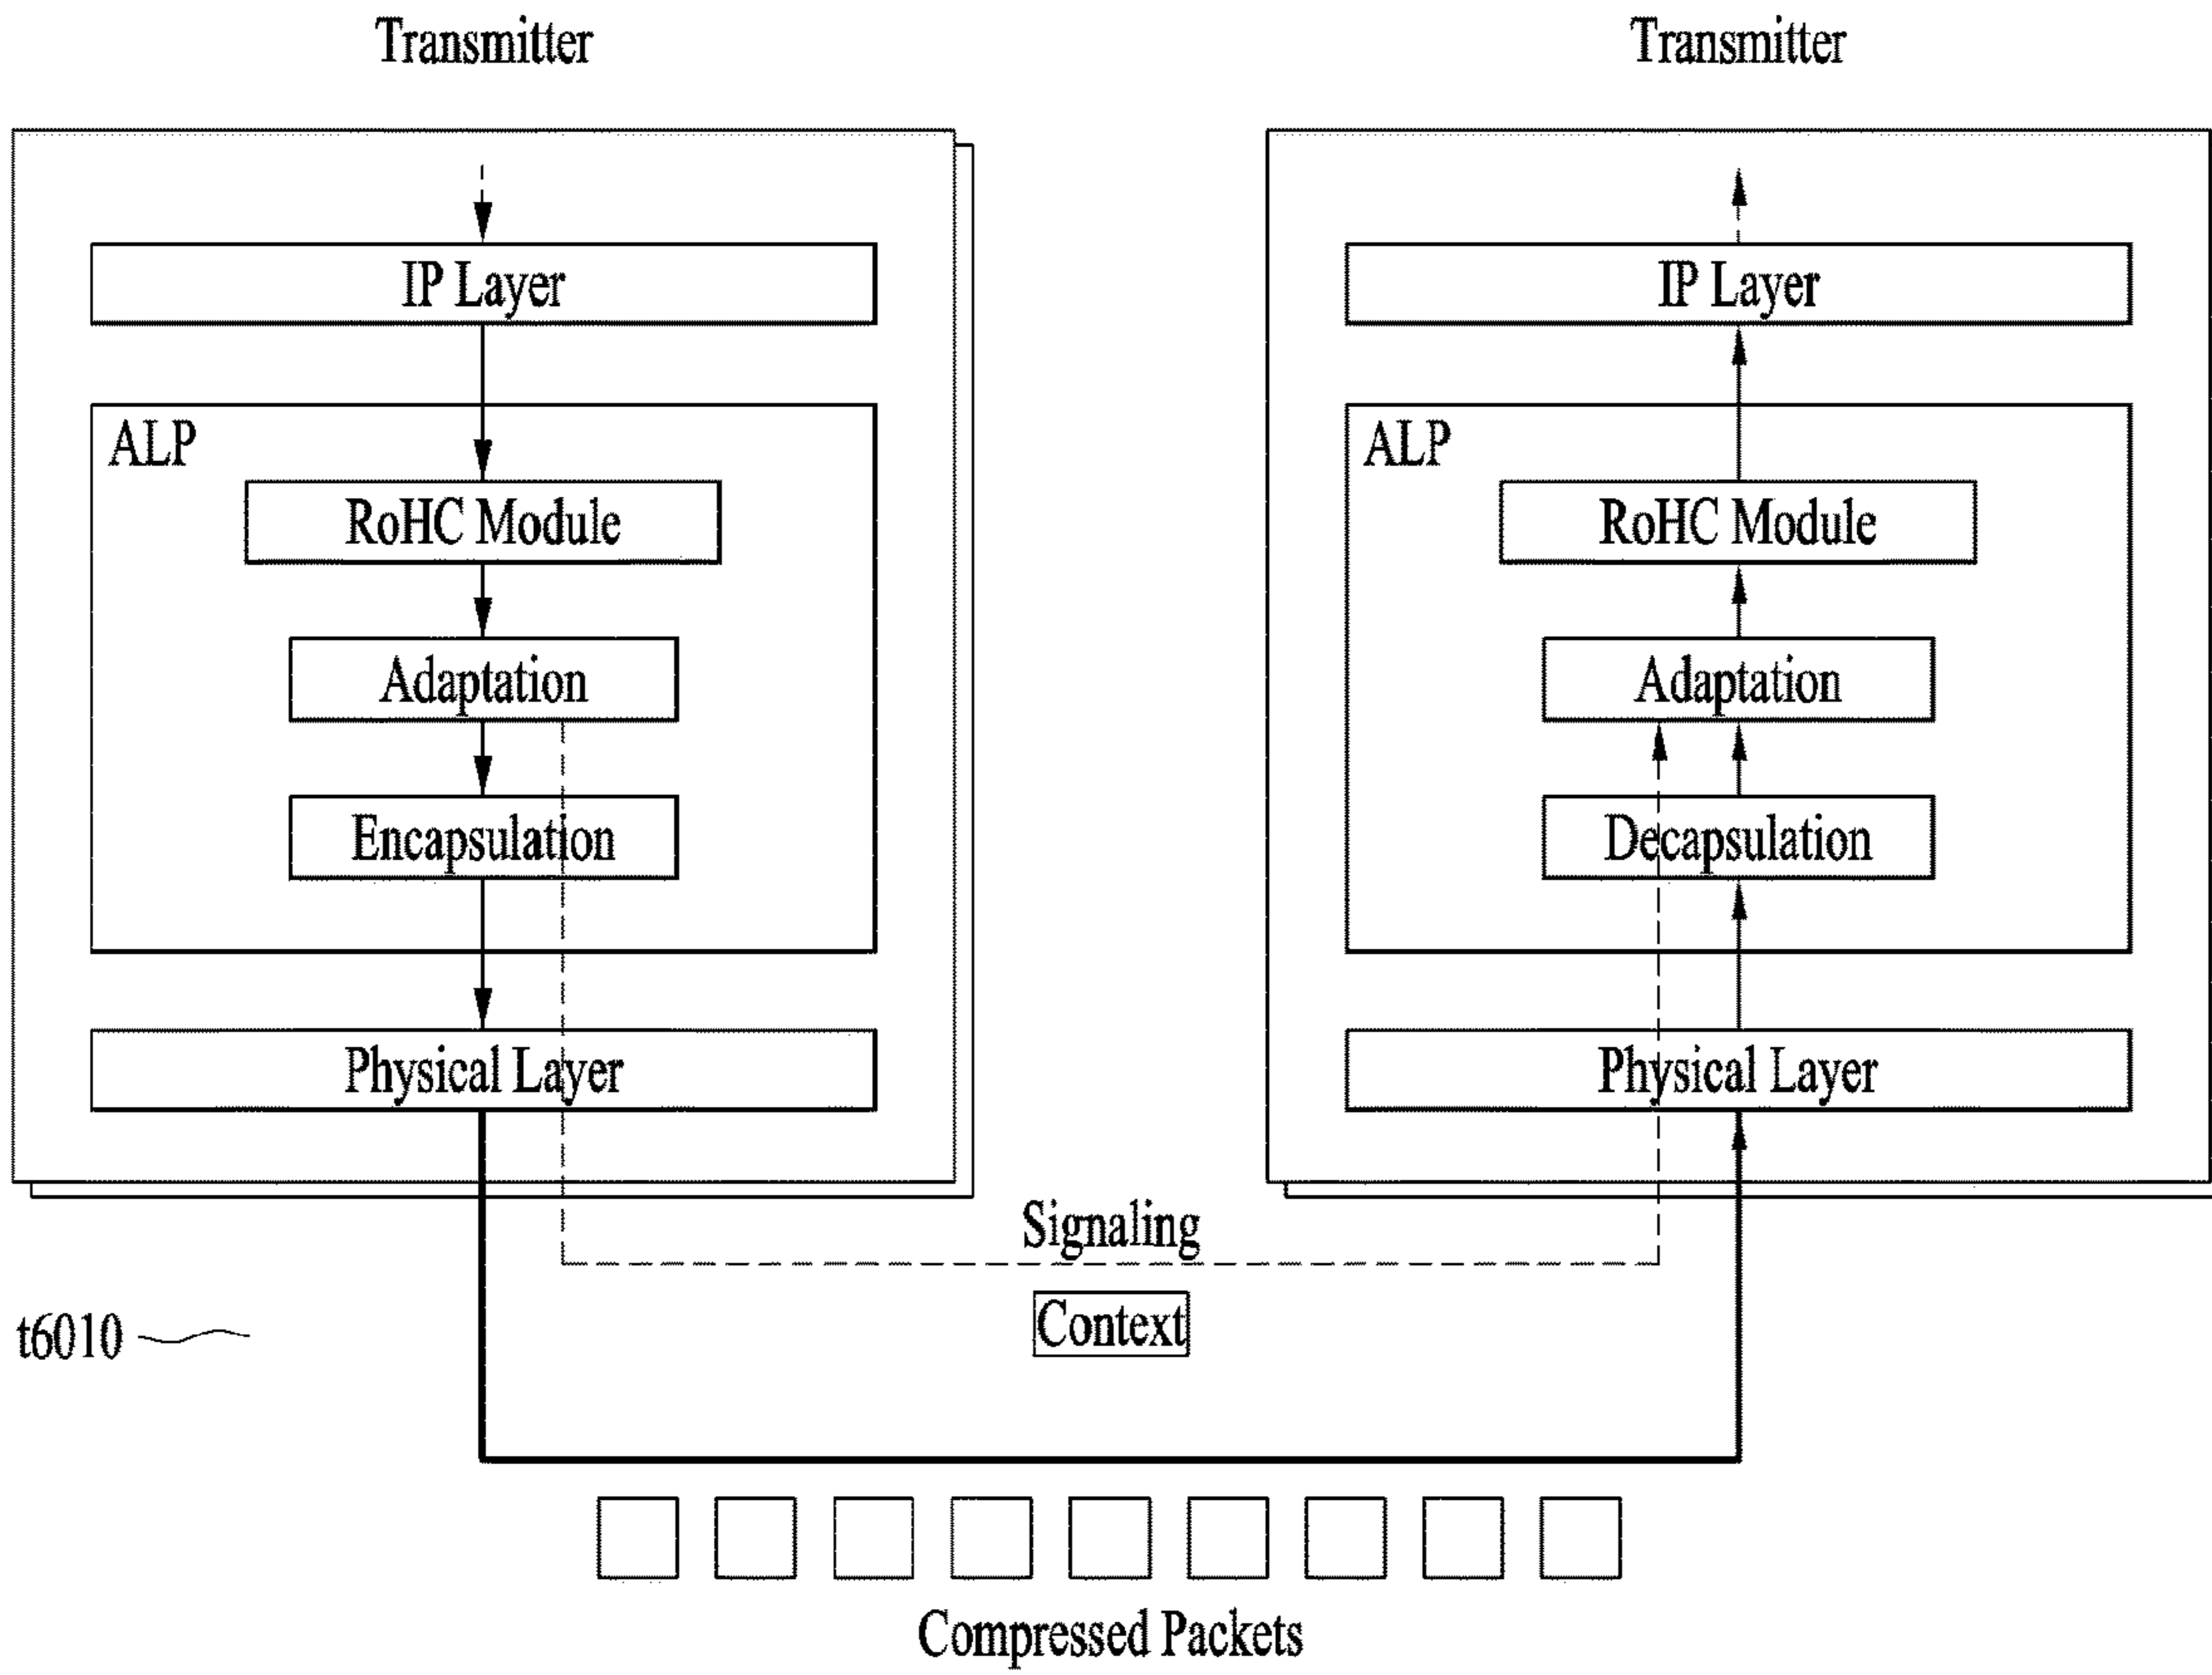 Transmitter
IP Layer
ALP
RoHC Module
Adaptation
Encapsulation
Physical Layer
Transmitter
IP Layer
ALP
RoHC Module
Adaptation
Decapsulation
Physical Layer
Signaling
Context
t6010
Compressed Packets